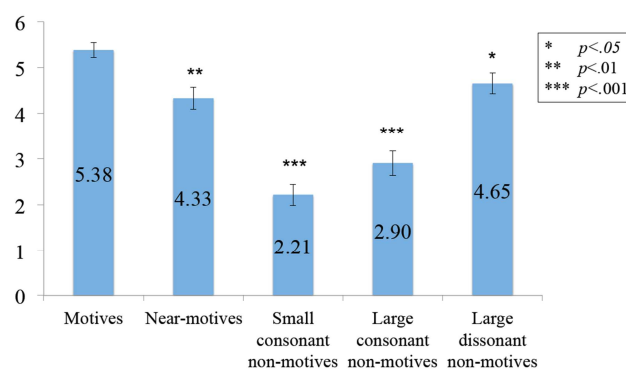 6
5
4
3
2
1
0
5.38
4.33
2.21
2.90
4.65
**
***
***
*
* p<.05
** p<.01
*** p<.001
Motives
Near-motives
Small
consonant
non-motives
Large
consonant
non-motives
Large
dissonant
non-motives